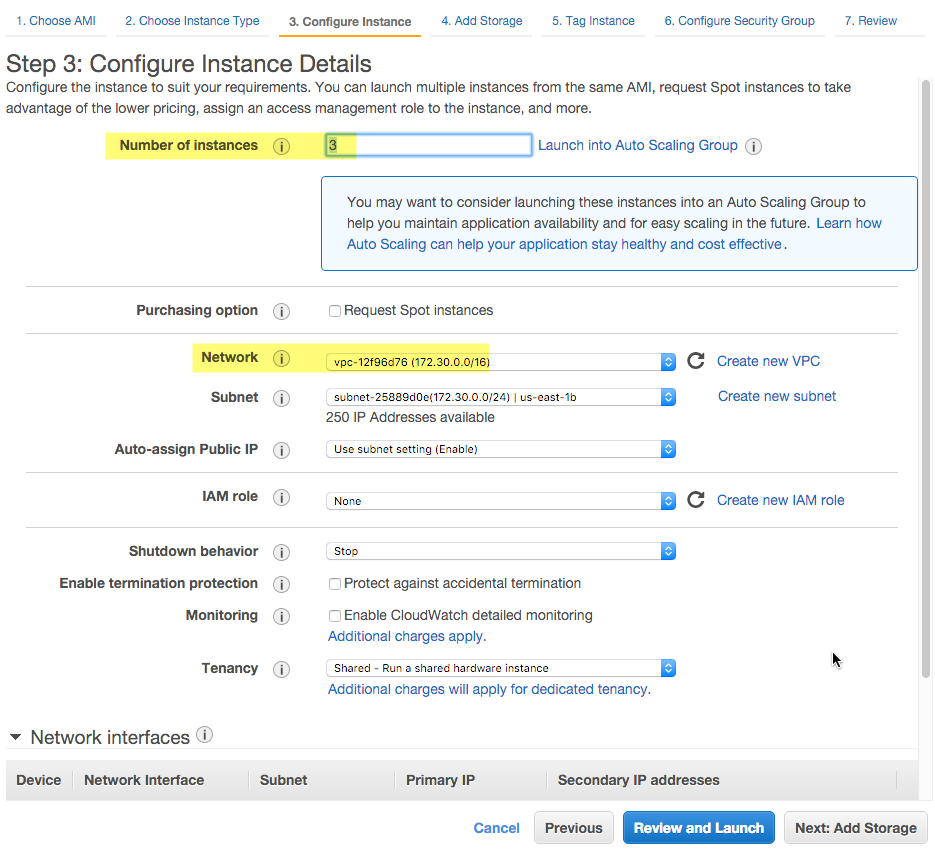 1. Choose AMI 2. Choose Instance Type 3. Configure Instance 4. Add Storage 5. Tag Instance 6. Configure Security Group 7. Review
Step 3: Configure Instance Details
Configure the instance to suit your requirements. You can launch multiple instances from the same AMI, request Spot instances to take
advantage of the lower pricing, assign an access management role to the instance, and more.
Number of instances i 3 Launch into Auto Scaling Group i
You may want to consider launching these instances into an Auto Scaling Group to
help you maintain application availability and for easy scaling in the future. Learn how
Auto Scaling can help your application stay healthy and cost effective.
Purchasing option i Request Spot instances
Network i vpc-12f96d76 (172.30.0.0/16) Create new VPC
Subnet i subnet-25889d0e(172.30.0.0/24) | us-east-1b Create new subnet
250 IP Addresses available
Auto-assign Public IP i Use subnet setting (Enable)
IAM role i None Create new IAM role
Shutdown behavior i Stop
Enable termination protection i Protect against accidental termination
Monitoring i Enable CloudWatch detailed monitoring
Additional charges apply.
Tenancy i Shared - Run a shared hardware instance
Additional charges will apply for dedicated tenancy.
Network interfaces i
Device Network Interface Subnet Primary IP Secondary IP addresses
Cancel Previous Review and Launch Next: Add Storage